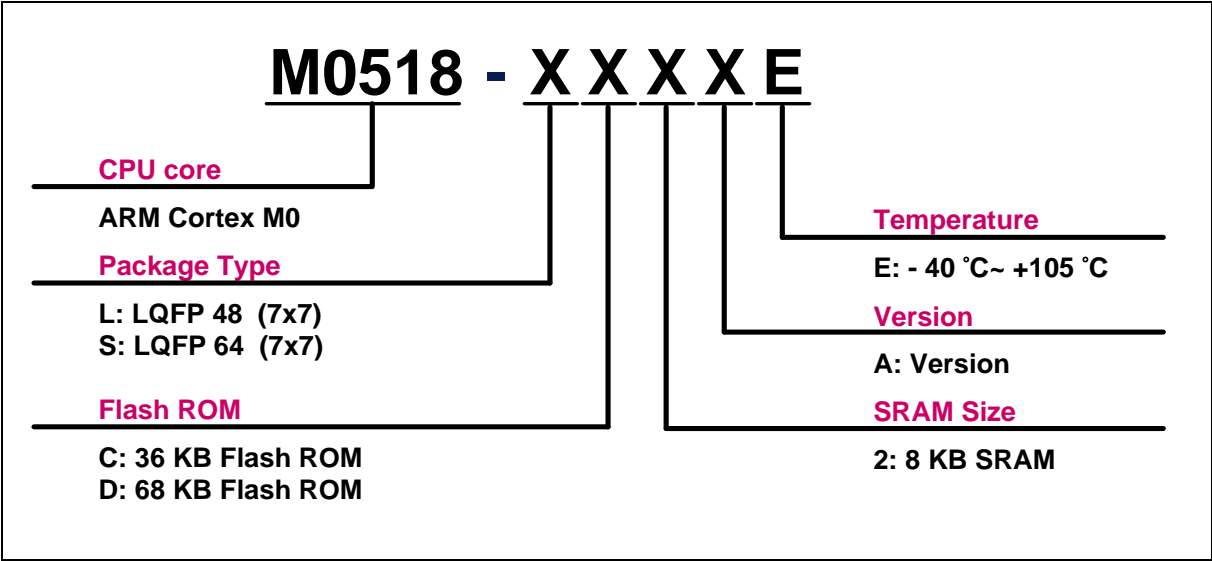 M0518 - X X X X E
CPU core
ARM Cortex M0
Package Type
L: LQFP 48 (7x7)
S: LQFP 64 (7x7)
Flash ROM
C: 36 KB Flash ROM
D: 68 KB Flash ROM
Temperature
E: - 40 ˚C~ +105 ˚C
Version
A: Version
SRAM Size
2: 8 KB SRAM